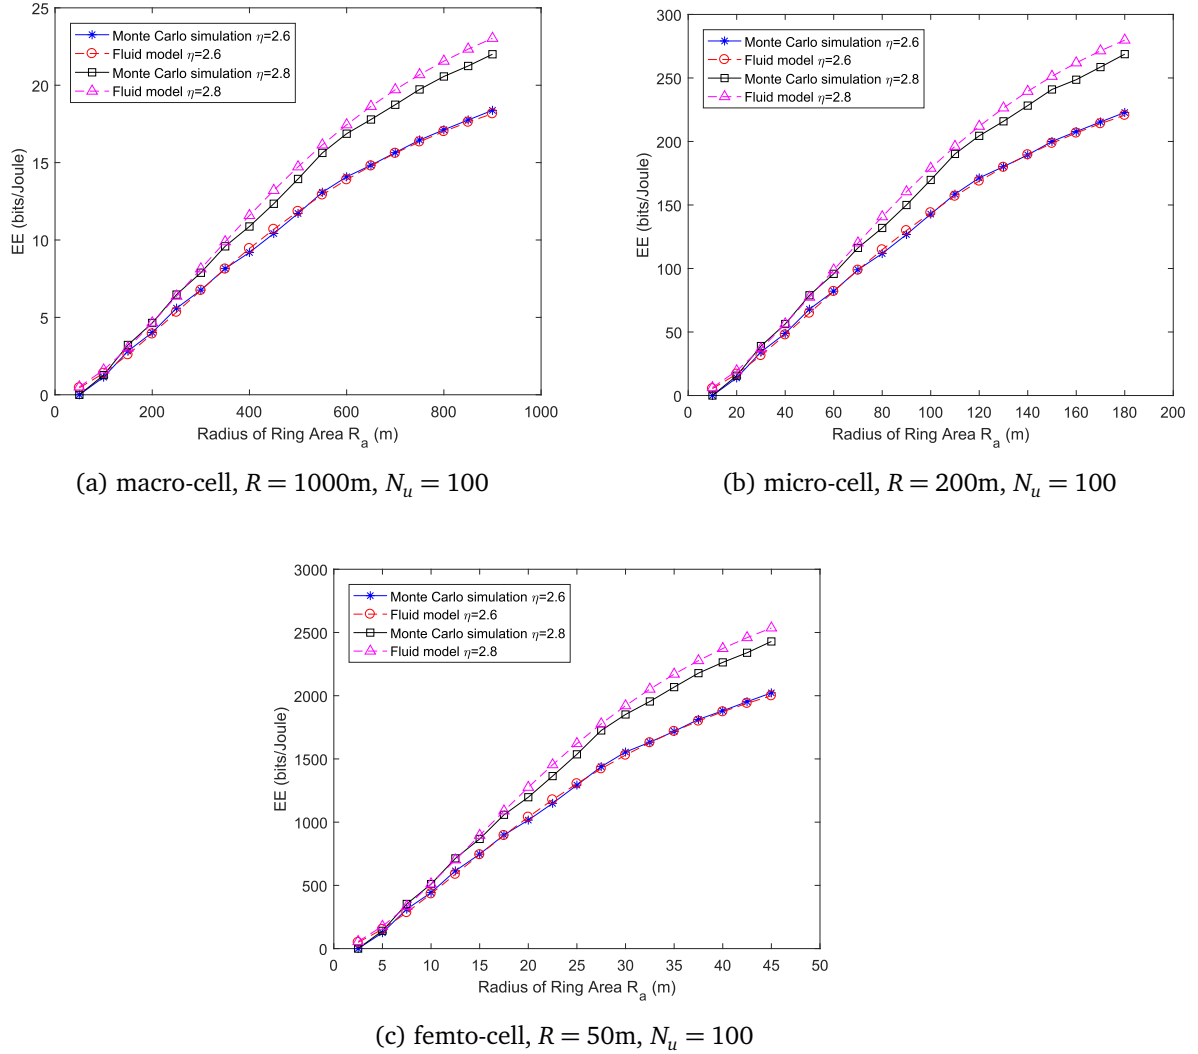 25
20
15
10
5
0
EE (bits/Joule)
Monte Carlo simulation η=2.6
Fluid model η=2.6
Monte Carlo simulation η=2.8
Fluid model η=2.8
0 200 400 600 800 1000
Radius of Ring Area R_a (m)
(a) macro-cell, R = 1000m, N_u = 100
300
250
200
150
100
50
0
EE (bits/Joule)
Monte Carlo simulation η=2.6
Fluid model η=2.6
Monte Carlo simulation η=2.8
Fluid model η=2.8
0 20 40 60 80 100 120 140 160 180 200
Radius of Ring Area R_a (m)
(b) micro-cell, R = 200m, N_u = 100
3000
2500
2000
1500
1000
500
0
EE (bits/Joule)
Monte Carlo simulation η=2.6
Fluid model η=2.6
Monte Carlo simulation η=2.8
Fluid model η=2.8
0 5 10 15 20 25 30 35 40 45 50
Radius of Ring Area R_a (m)
(c) femto-cell, R = 50m, N_u = 100